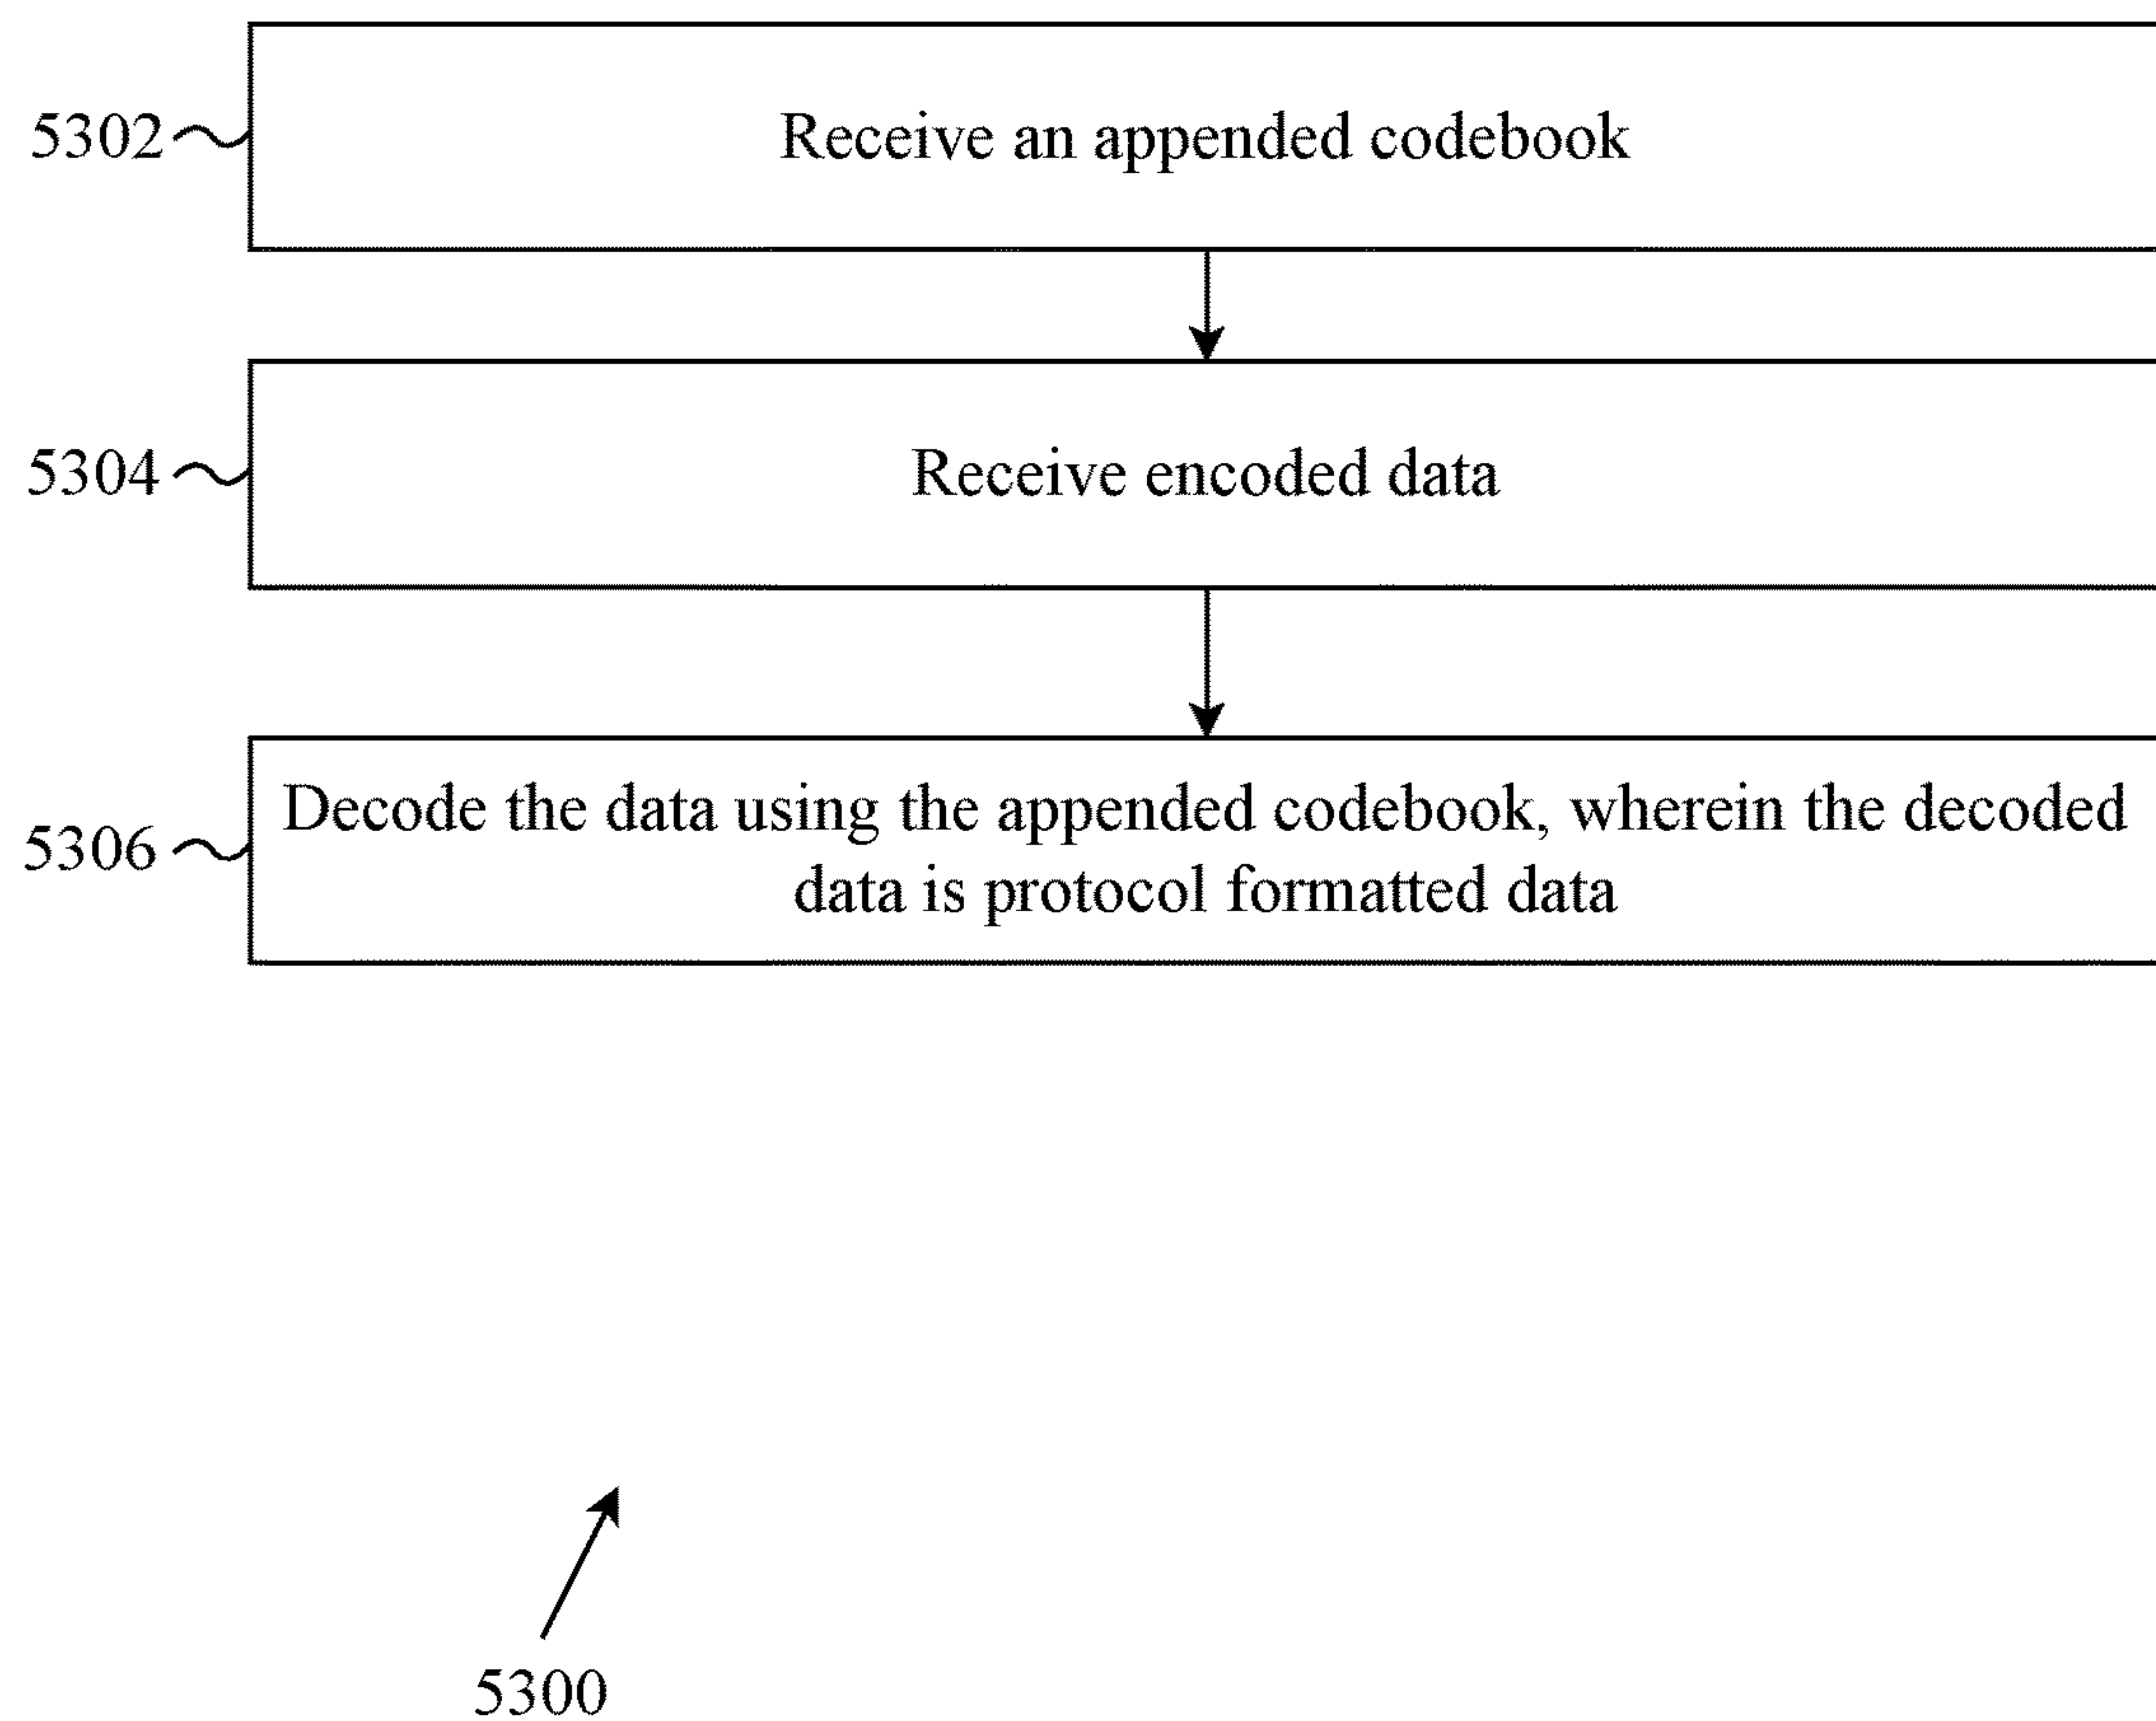 5302
Receive an appended codebook
5304
Receive encoded data
5306
Decode the data using the appended codebook, wherein the decoded
data is protocol formatted data
5300